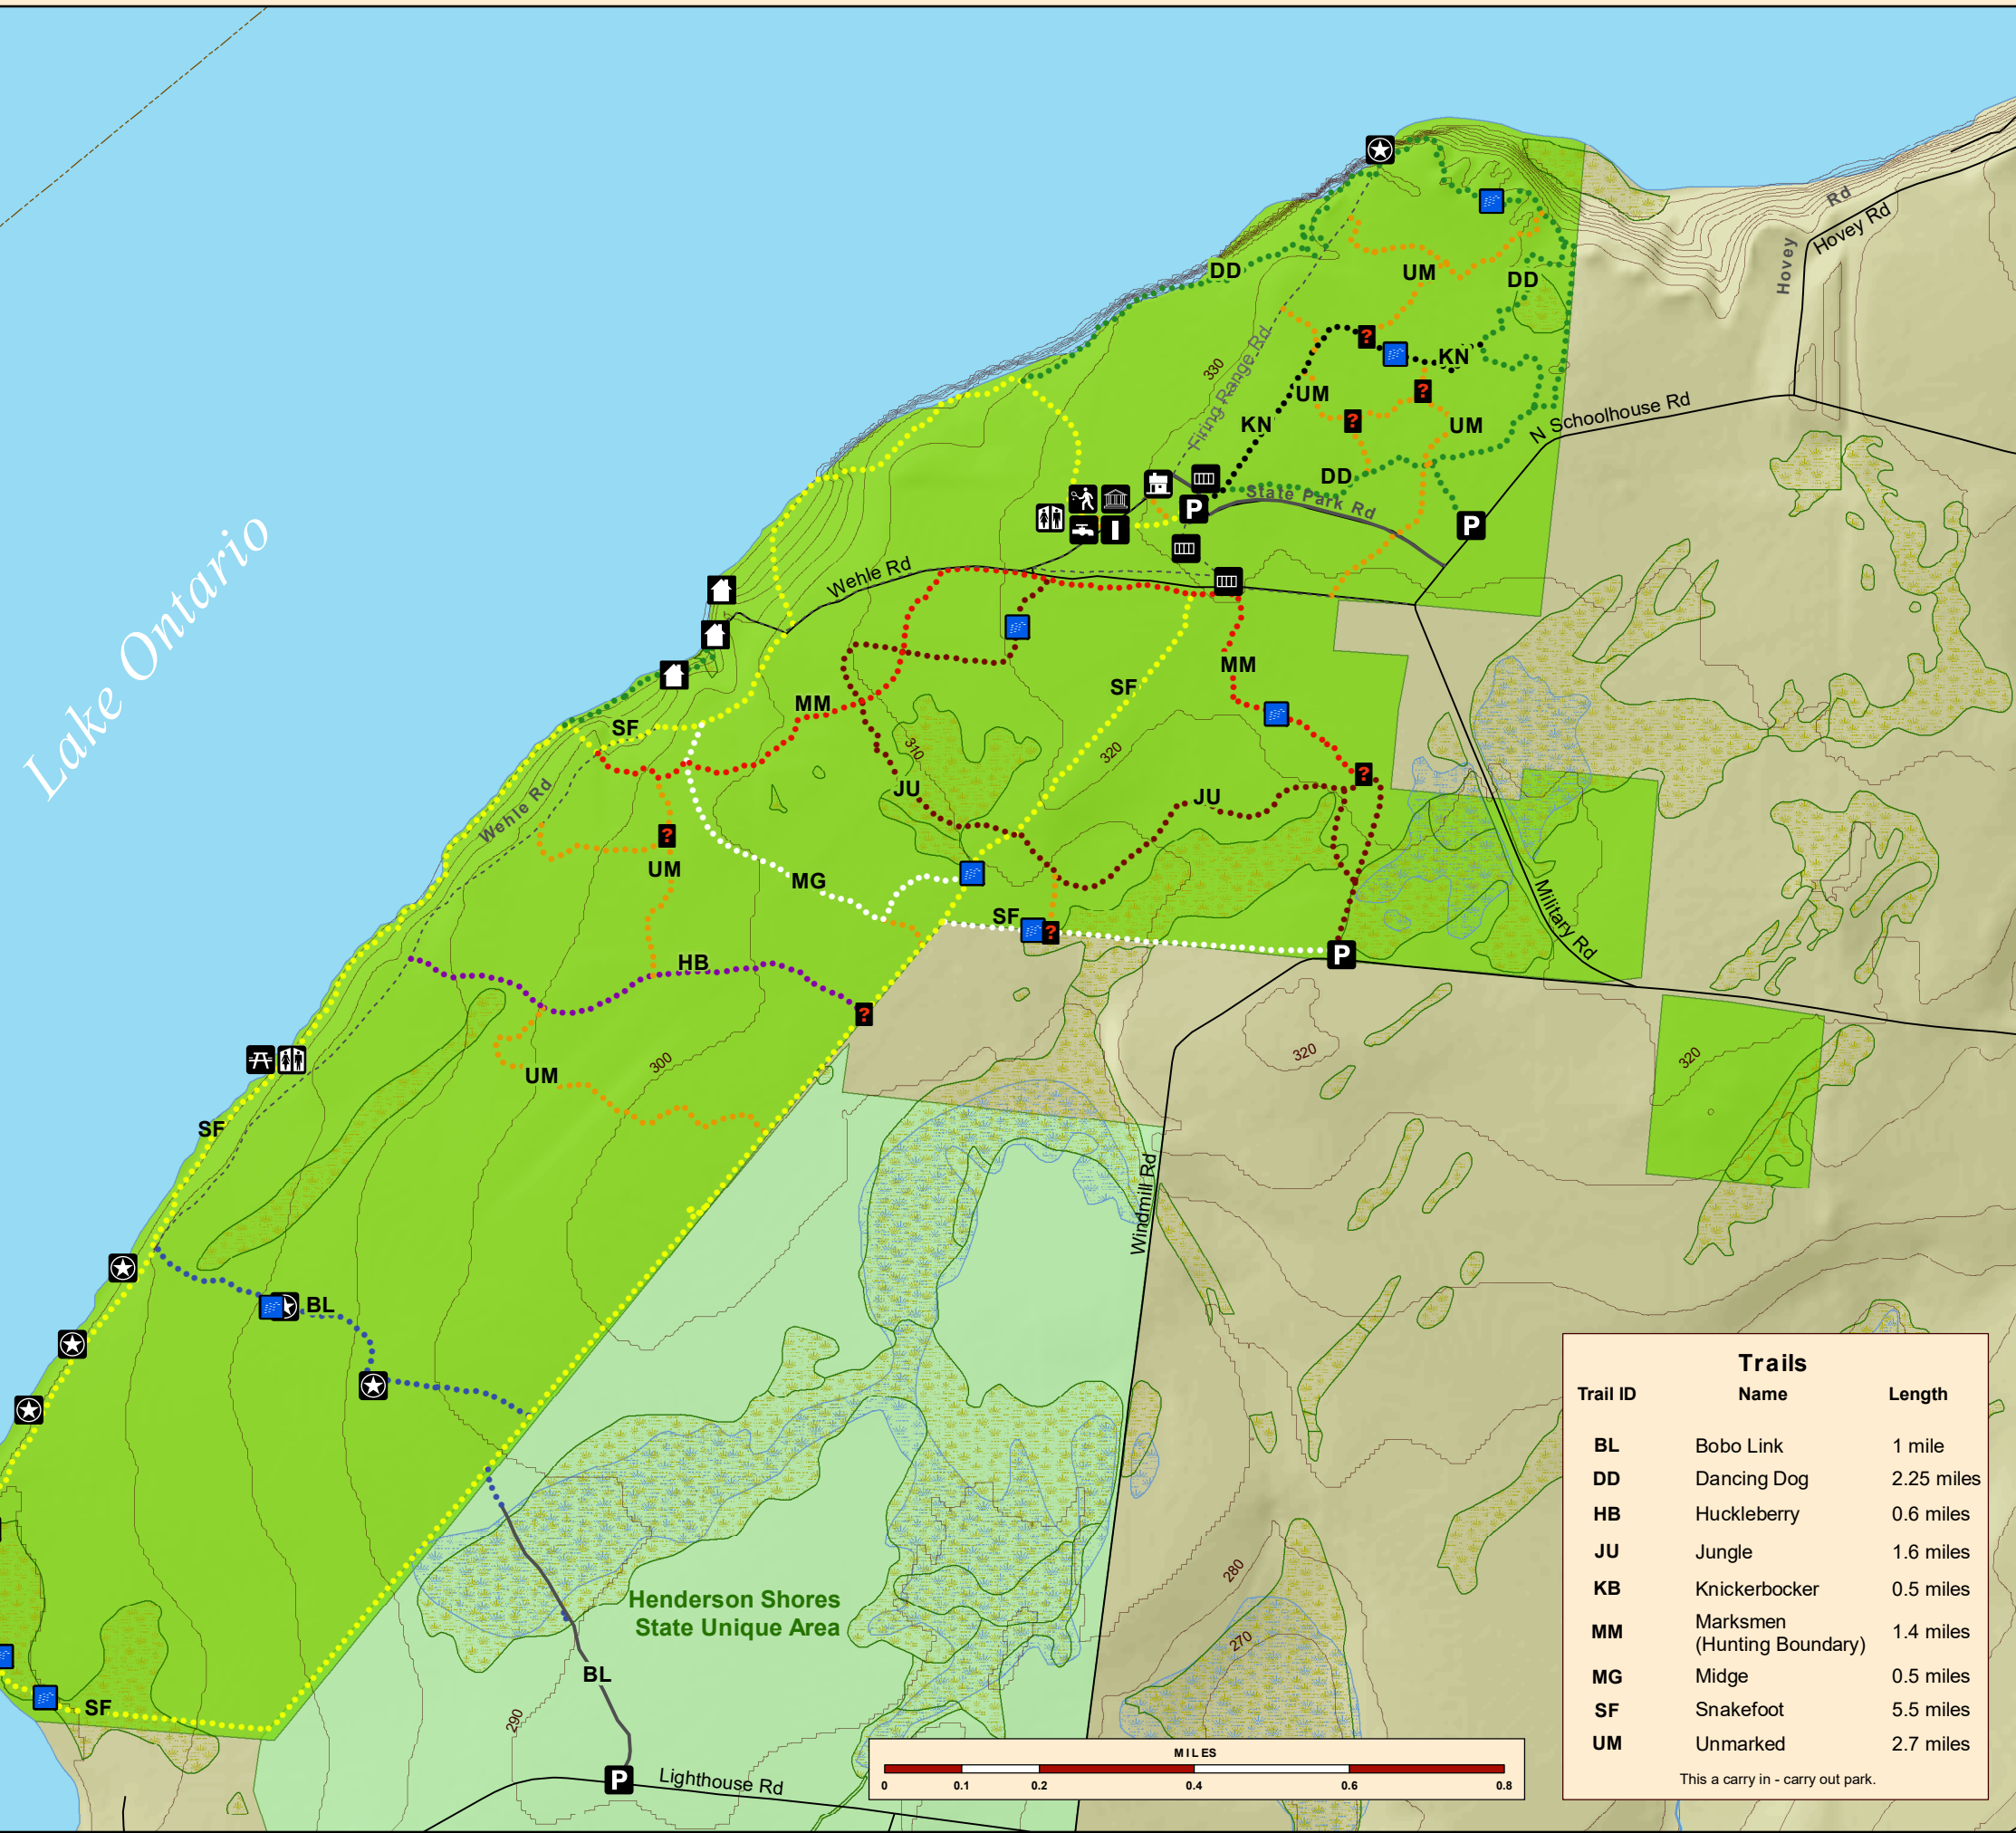 Rd
Hovey Rd
Hovey
DD
UM
DD
330
Firing Range Rd
KN
UM
KN
UM
N Schoolhouse Rd
DD
State Park Rd
P
P
?
?
?
Lake Ontario
Wehle Rd
MM
SF
MM
SF
310
320
JU
JU
?
Wehle Rd
?
UM
MG
SF
?
P
Military Rd
HB
?
UM
300
320
320
SF
Windmill Rd
BL
280
270
Henderson Shores
State Unique Area
BL
290
SF
P
Lighthouse Rd
MILES
0 0.1 0.2 0.4 0.6 0.8
Trails
Trail ID Name Length
BL Bobo Link 1 mile
DD Dancing Dog 2.25 miles
HB Huckleberry 0.6 miles
JU Jungle 1.6 miles
KB Knickerbocker 0.5 miles
MM Marksmen
(Hunting Boundary) 1.4 miles
MG Midge 0.5 miles
SF Snakefoot 5.5 miles
UM Unmarked 2.7 miles
This a carry in - carry out park.